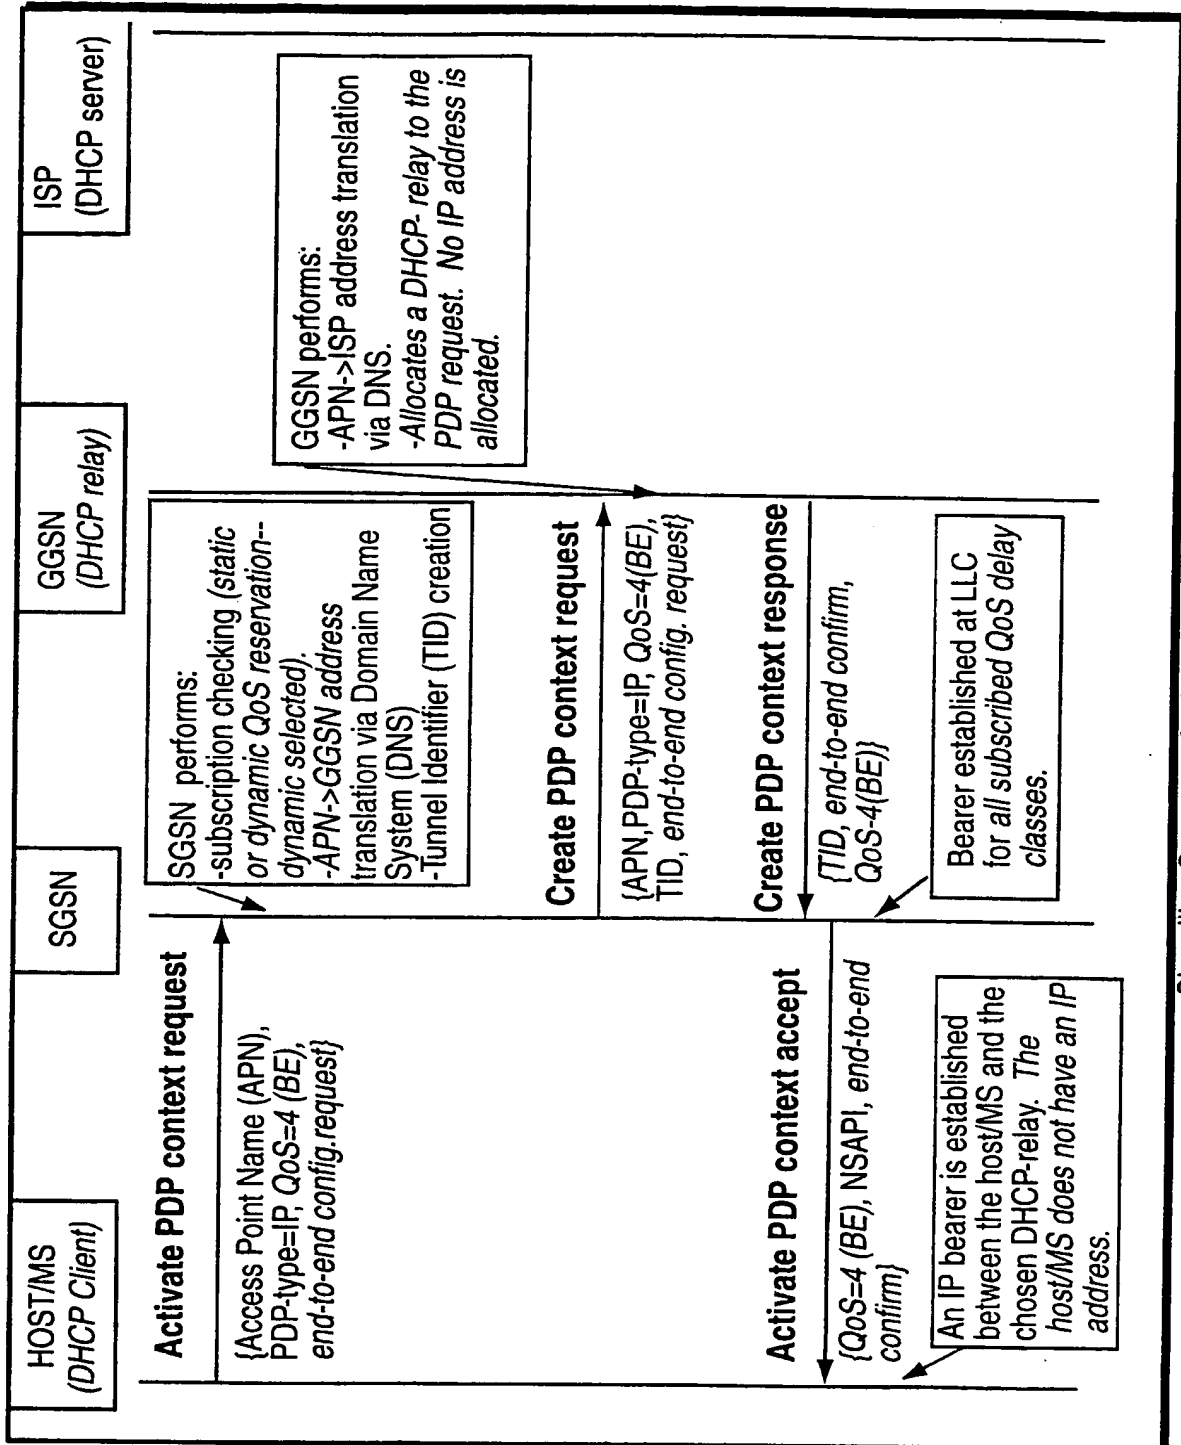 HOST/MS
(DHCP Client)
SGSN
GGSN
(DHCP relay)
ISP
(DHCP server)
Activate PDP context request
{Access Point Name (APN),
PDP-type=IP, QoS=4 (BE),
end-to-end config.request}
SGSN performs:
-subscription checking (static
or dynamic QoS reservation--
dynamic selected).
-APN->GGSN address
translation via Domain Name
System (DNS)
-Tunnel Identifier (TID) creation
Create PDP context request
{APN,PDP-type=IP, QoS=4(BE),
TID, end-to-end config. request}
GGSN performs:
-APN->ISP address translation
via DNS.
-Allocates a DHCP- relay to the
PDP request. No IP address is
allocated.
Create PDP context response
{TID, end-to-end confirm,
QoS-4(BE)}
Bearer established at LLC
for all subscribed QoS delay
classes.
Activate PDP context accept
{QoS=4 (BE), NSAPI, end-to-end
confirm}
An IP bearer is established
between the host/MS and the
chosen DHCP-relay. The
host/MS does not have an IP
address.